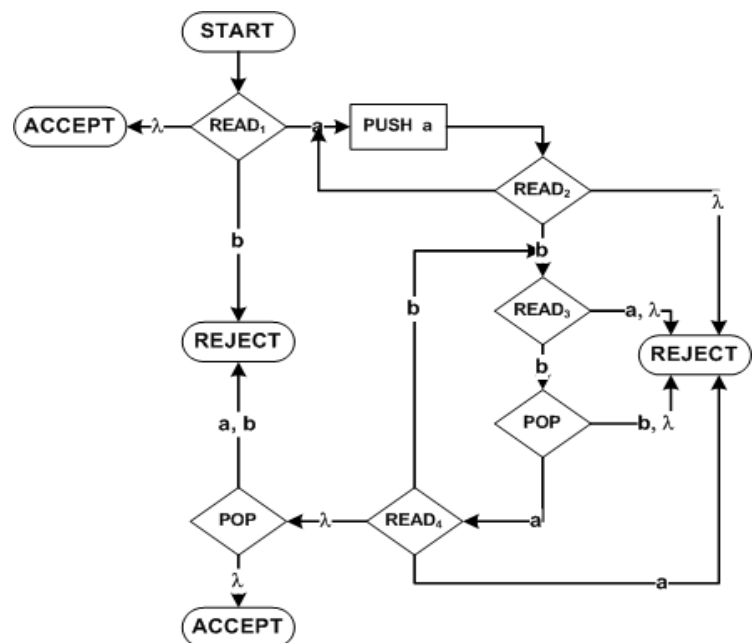 START
ACCEPT
λ
READ₁
a
PUSH a
READ₂
λ
b
b
b
READ₃
a, λ
REJECT
REJECT
b
a, b
POP
b, λ
POP
λ
READ₄
a
λ
a
ACCEPT